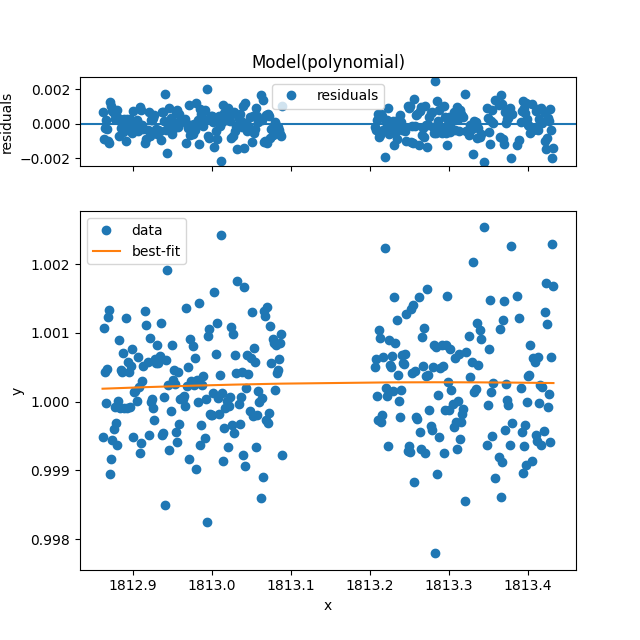 Model(polynomial)
residuals
0.002
0.000
−0.002
residuals
data
best-fit
y
1.002
1.001
1.000
0.999
0.998
1812.9
1813.0
1813.1
1813.2
1813.3
1813.4
x